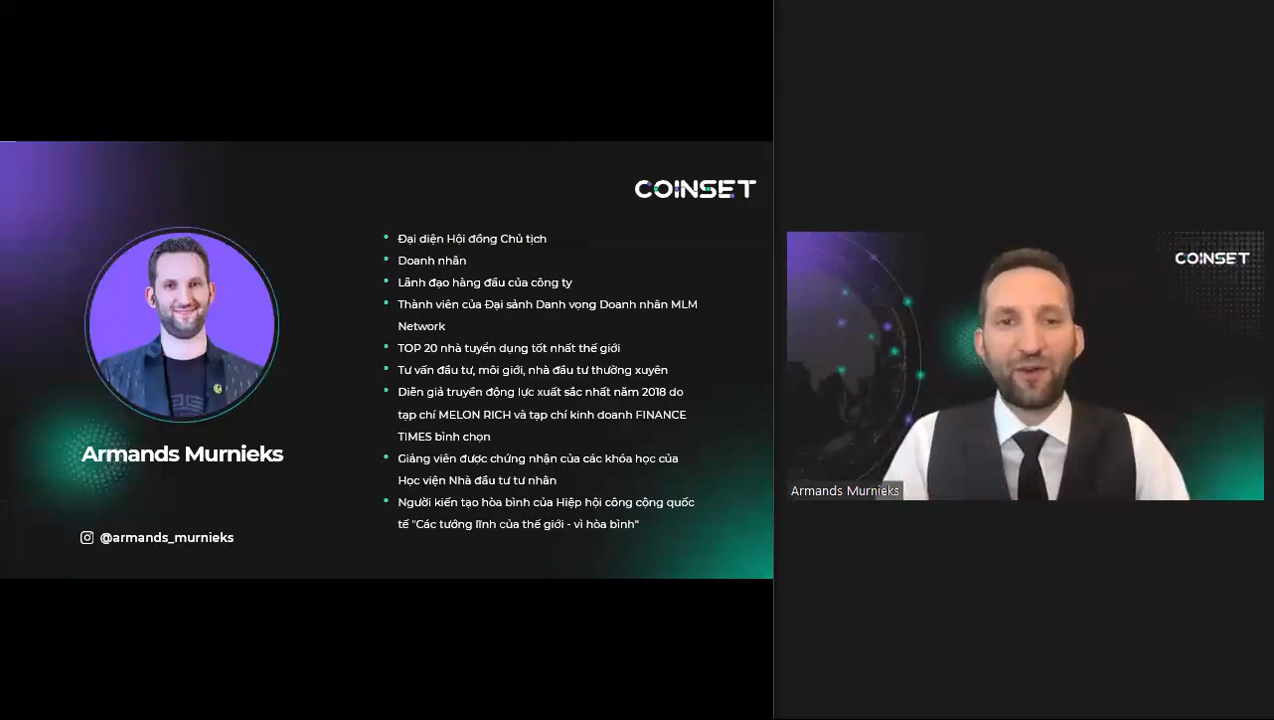 COINSET
Đại diện Hội đồng Chủ tịch
Doanh nhân
Lãnh đạo hàng đầu của công ty
Thành viên của Đại sảnh Danh vọng Doanh nhân MLM
Network
TOP 20 nhà tuyển dụng tốt nhất thế giới
Tư vấn đầu tư, môi giới, nhà đầu tư thường xuyên
Diễn giả truyền động lực xuất sắc nhất năm 2018 do
tạp chí MELON RICH và tạp chí kinh doanh FINANCE
TIMES bình chọn
Giảng viên được chứng nhận của các khóa học của
Học viện Nhà đầu tư tư nhân
Người kiến tạo hòa bình của Hiệp hội công cộng quốc
tế "Các tướng lĩnh của thế giới - vì hòa bình"
Armands Murnieks
@armands_murnieks
COINSET
Armands Murnieks